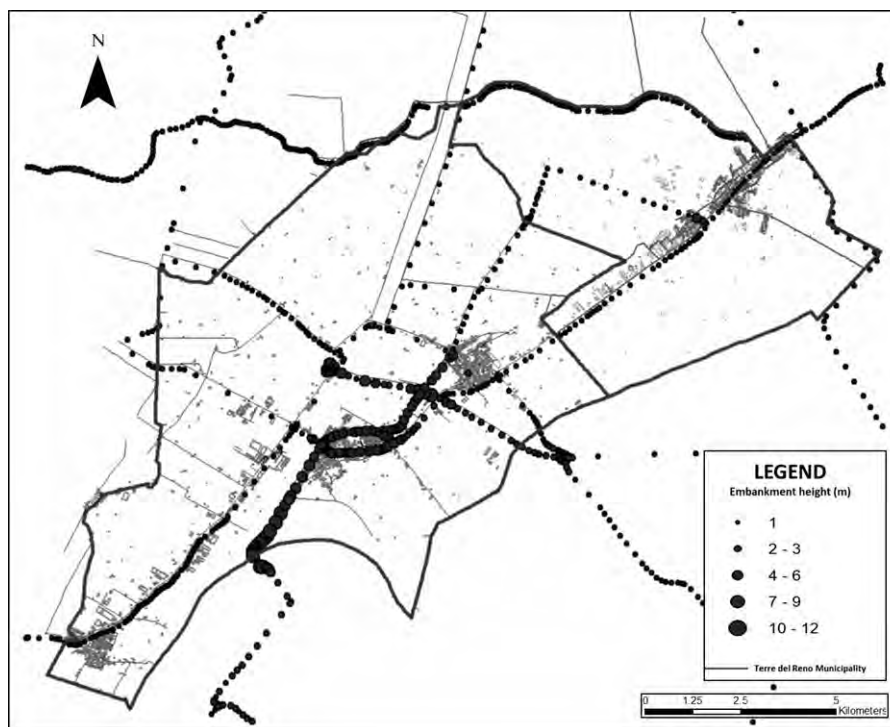 N
LEGEND
Embankment height (m)
1
2 - 3
4 - 6
7 - 9
10 - 12
Terre del Reno Municipality
0 1.25 2.5 5
Kilometers